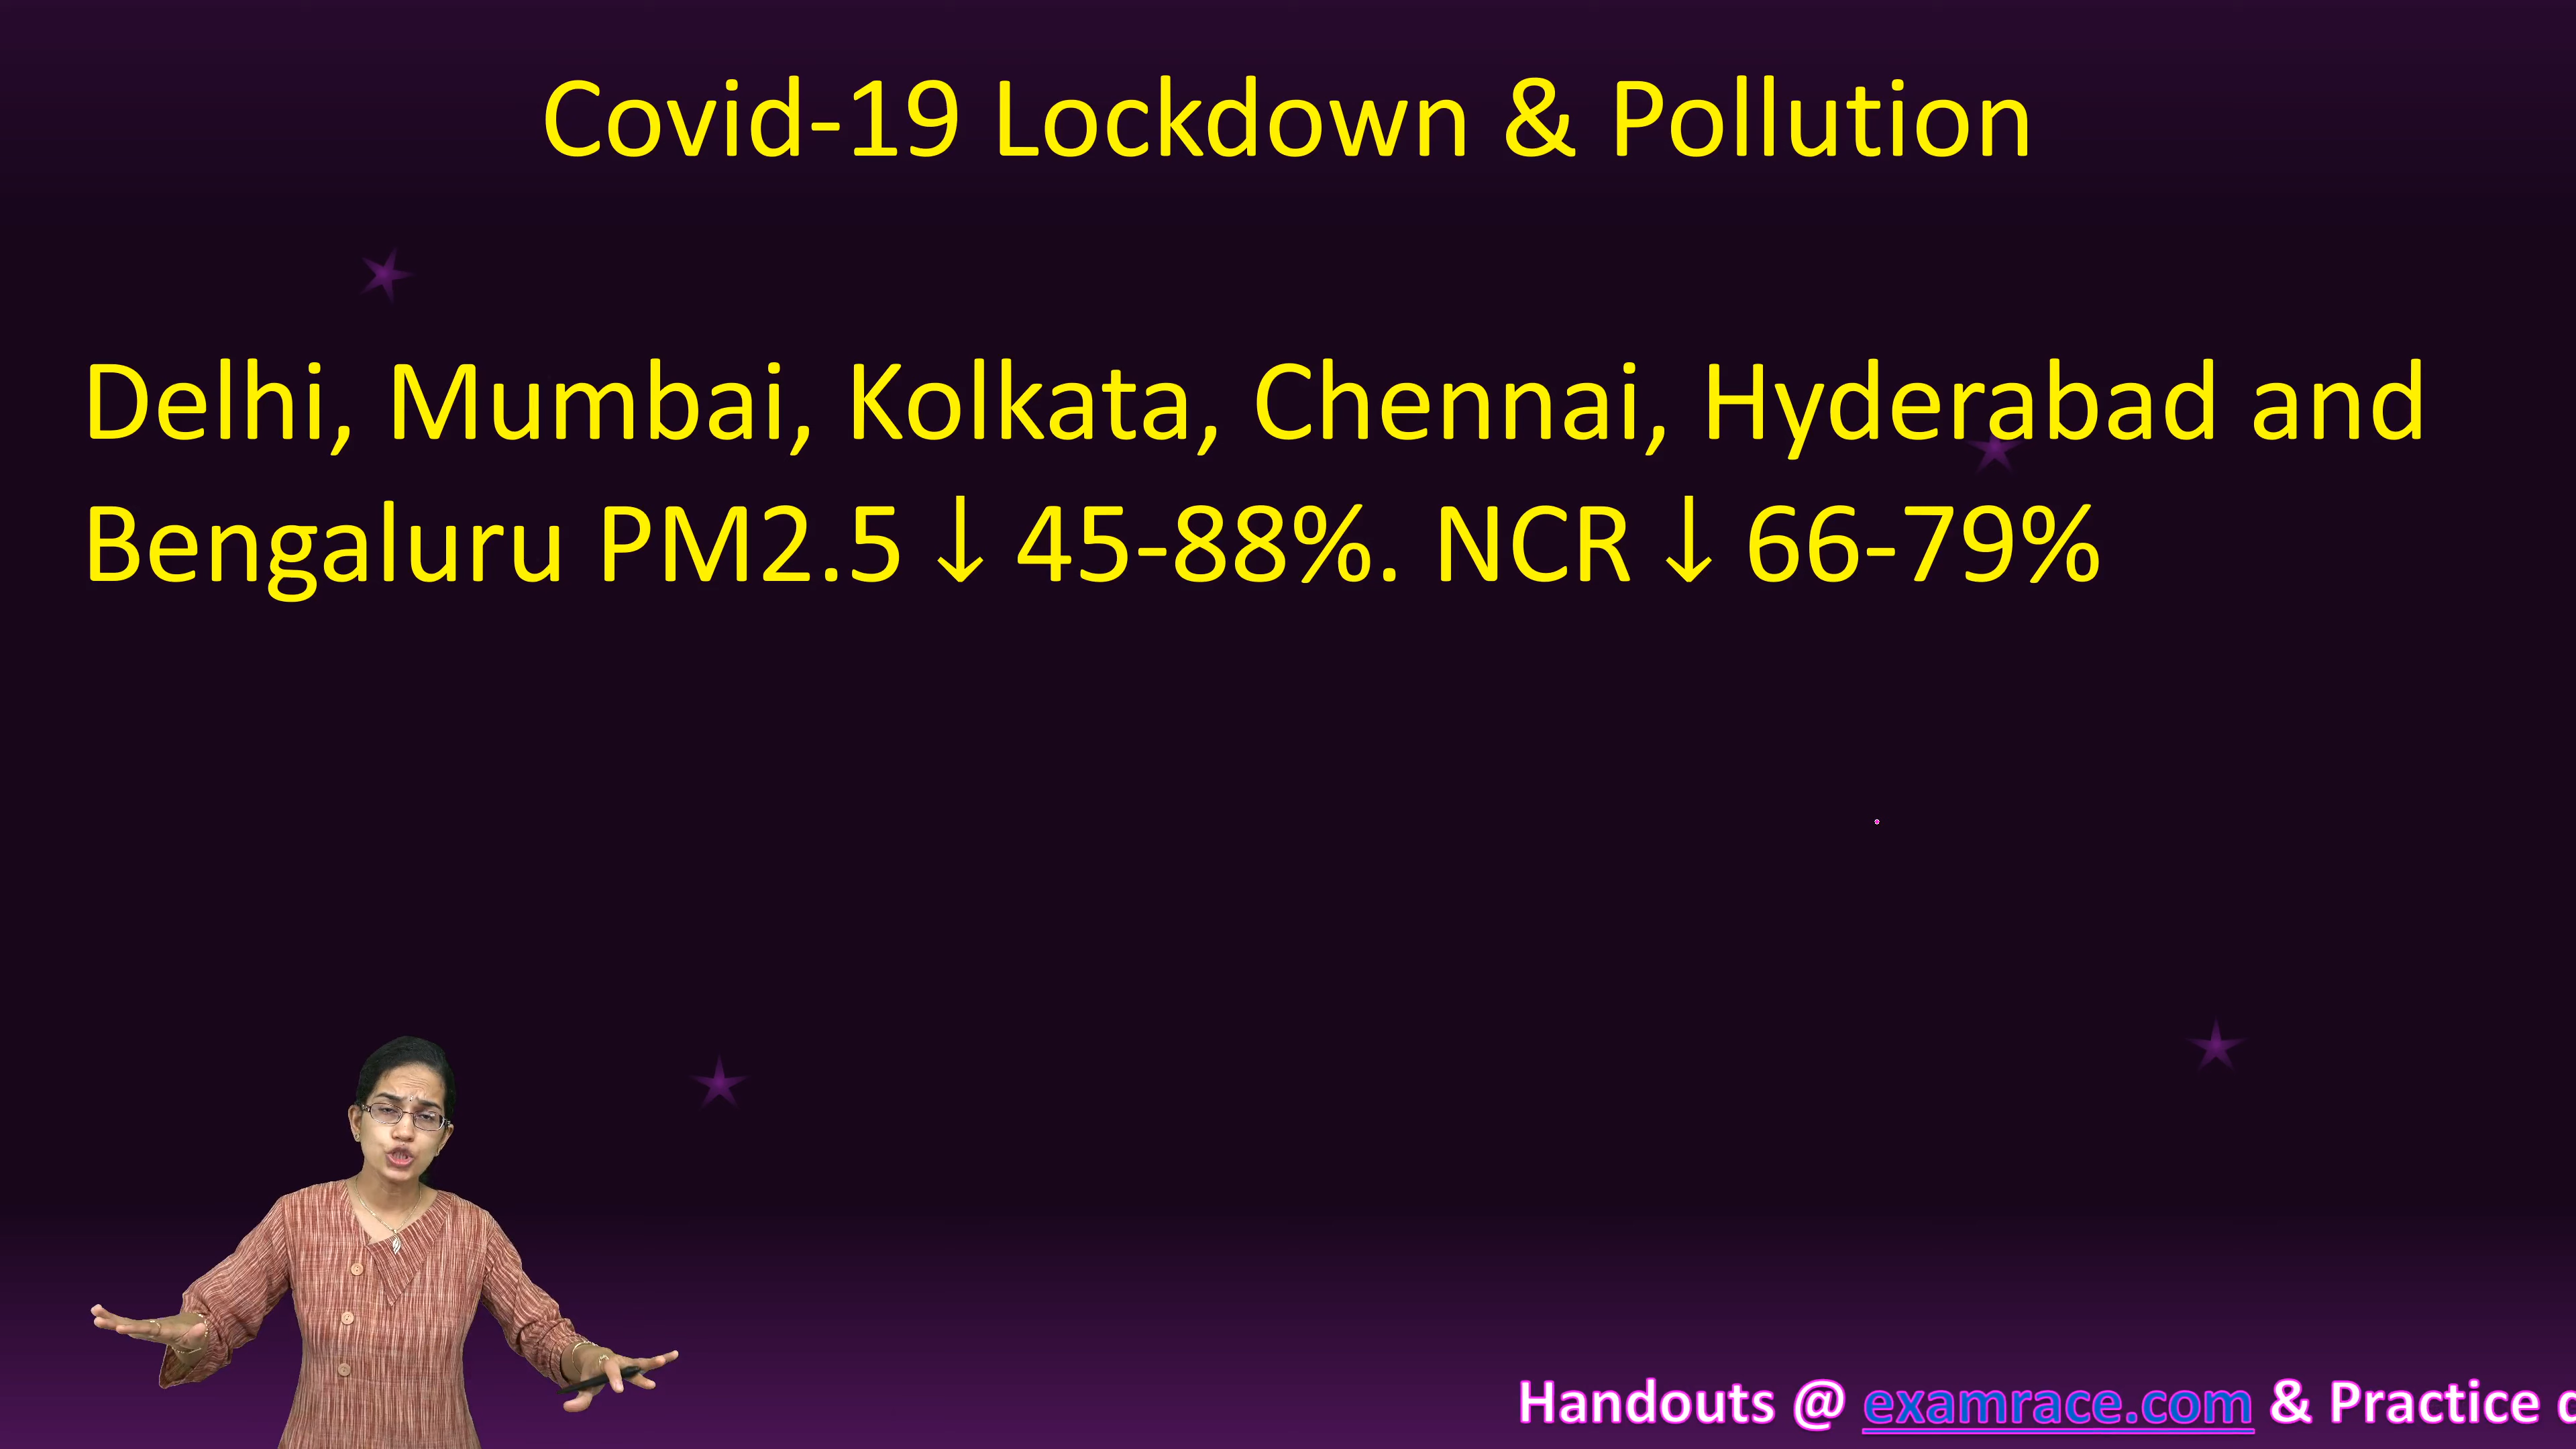 Covid-19 Lockdown & Pollution
Delhi, Mumbai, Kolkata, Chennai, Hyderabad and
Bengaluru PM2.5 ↓ 45-88%. NCR ↓ 66-79%
Handouts @ examrace.com & Practice